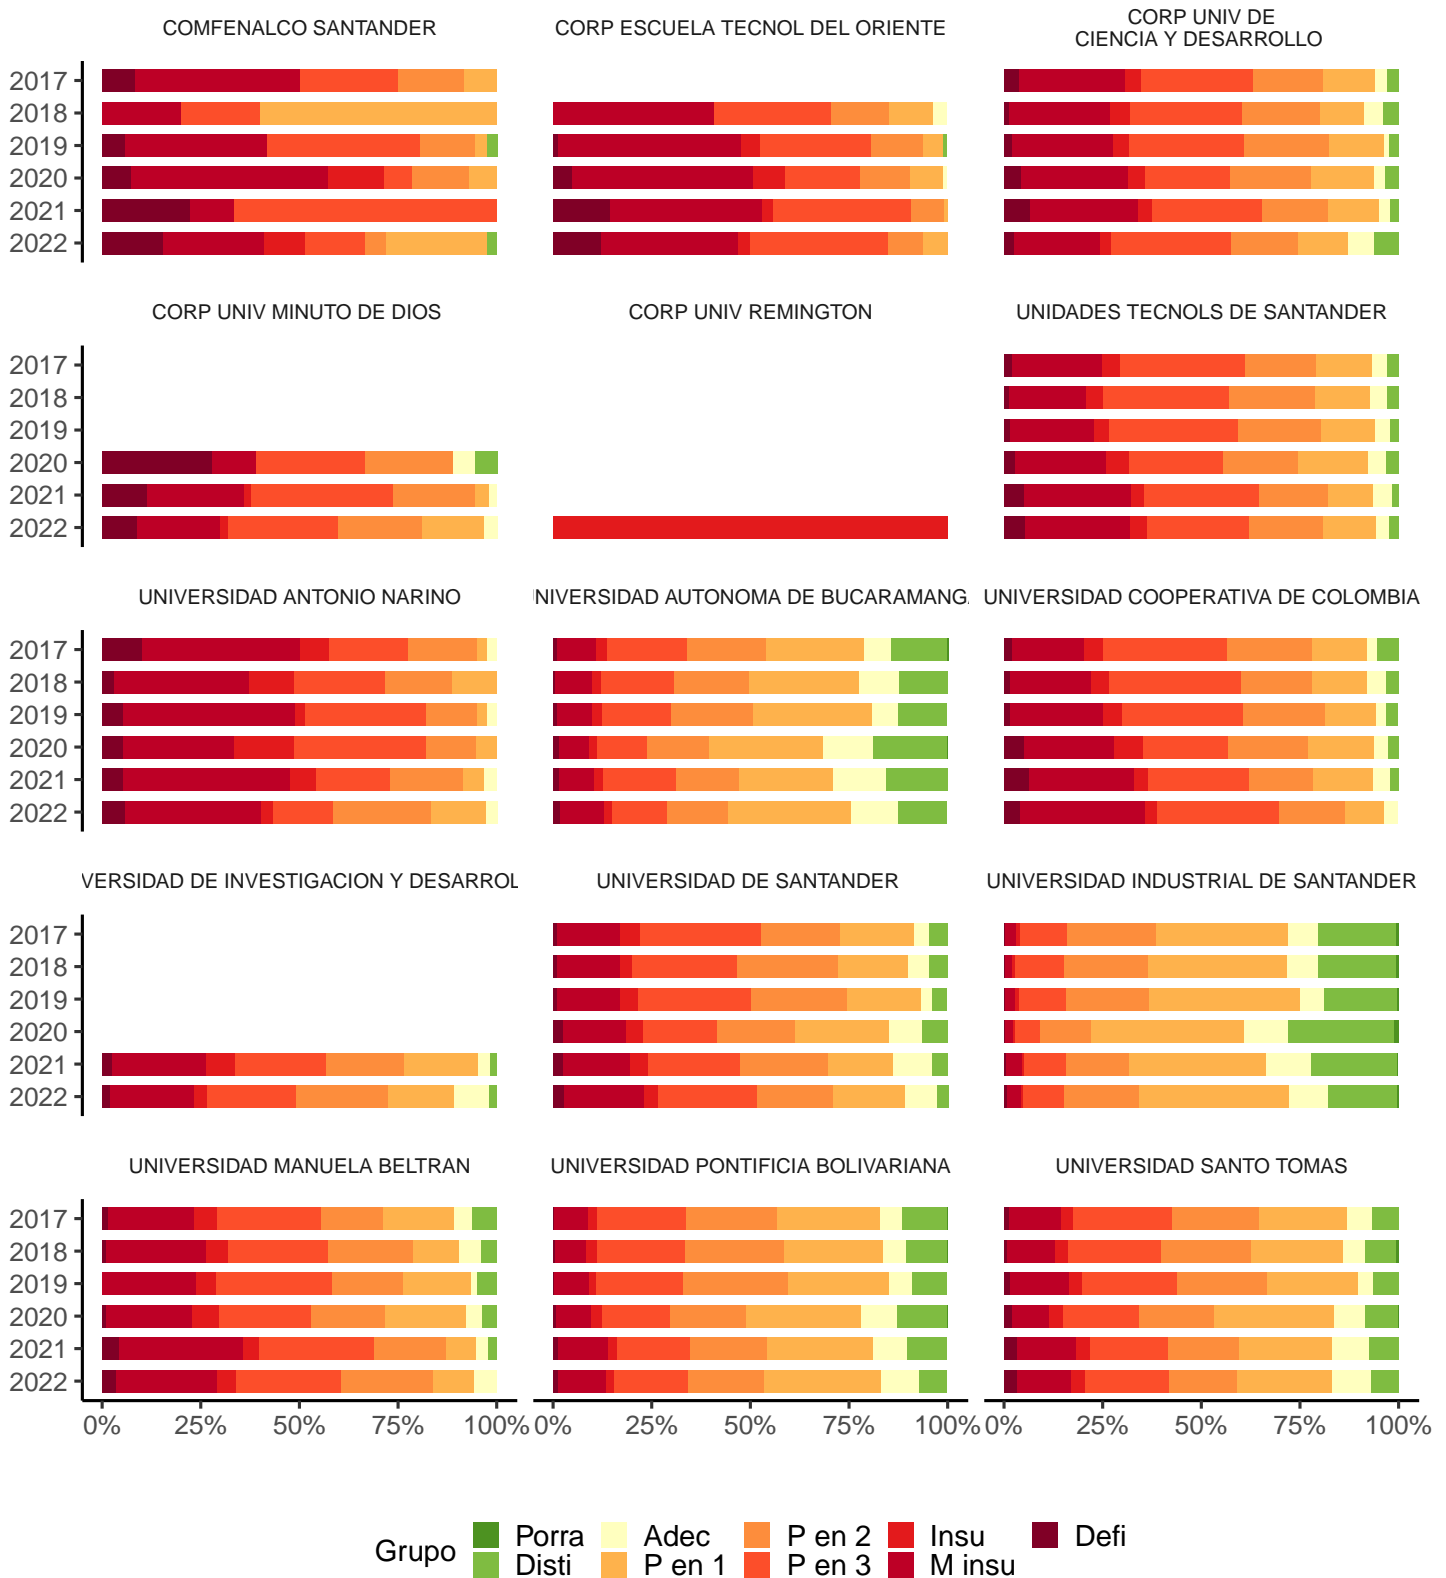 COMFENALCO SANTANDER
CORP ESCUELA TECNOL DEL ORIENTE
CORP UNIV DE
CIENCIA Y DESARROLLO
2017
2018
2019
2020
2021
2022
CORP UNIV MINUTO DE DIOS
CORP UNIV REMINGTON
UNIDADES TECNOLS DE SANTANDER
2017
2018
2019
2020
2021
2022
UNIVERSIDAD ANTONIO NARINO
NIVERSIDAD AUTONOMA DE BUCARAMANG
UNIVERSIDAD COOPERATIVA DE COLOMBIA
2017
2018
2019
2020
2021
2022
VERSIDAD DE INVESTIGACION Y DESARROL
UNIVERSIDAD DE SANTANDER
UNIVERSIDAD INDUSTRIAL DE SANTANDER
2017
2018
2019
2020
2021
2022
UNIVERSIDAD MANUELA BELTRAN
UNIVERSIDAD PONTIFICIA BOLIVARIANA
UNIVERSIDAD SANTO TOMAS
2017
2018
2019
2020
2021
2022
0% 25% 50% 75% 100%
0% 25% 50% 75% 100%
0% 25% 50% 75% 100%
Grupo
Porra Adec P en 2 Insu Defi
Disti P en 1 P en 3 M insu